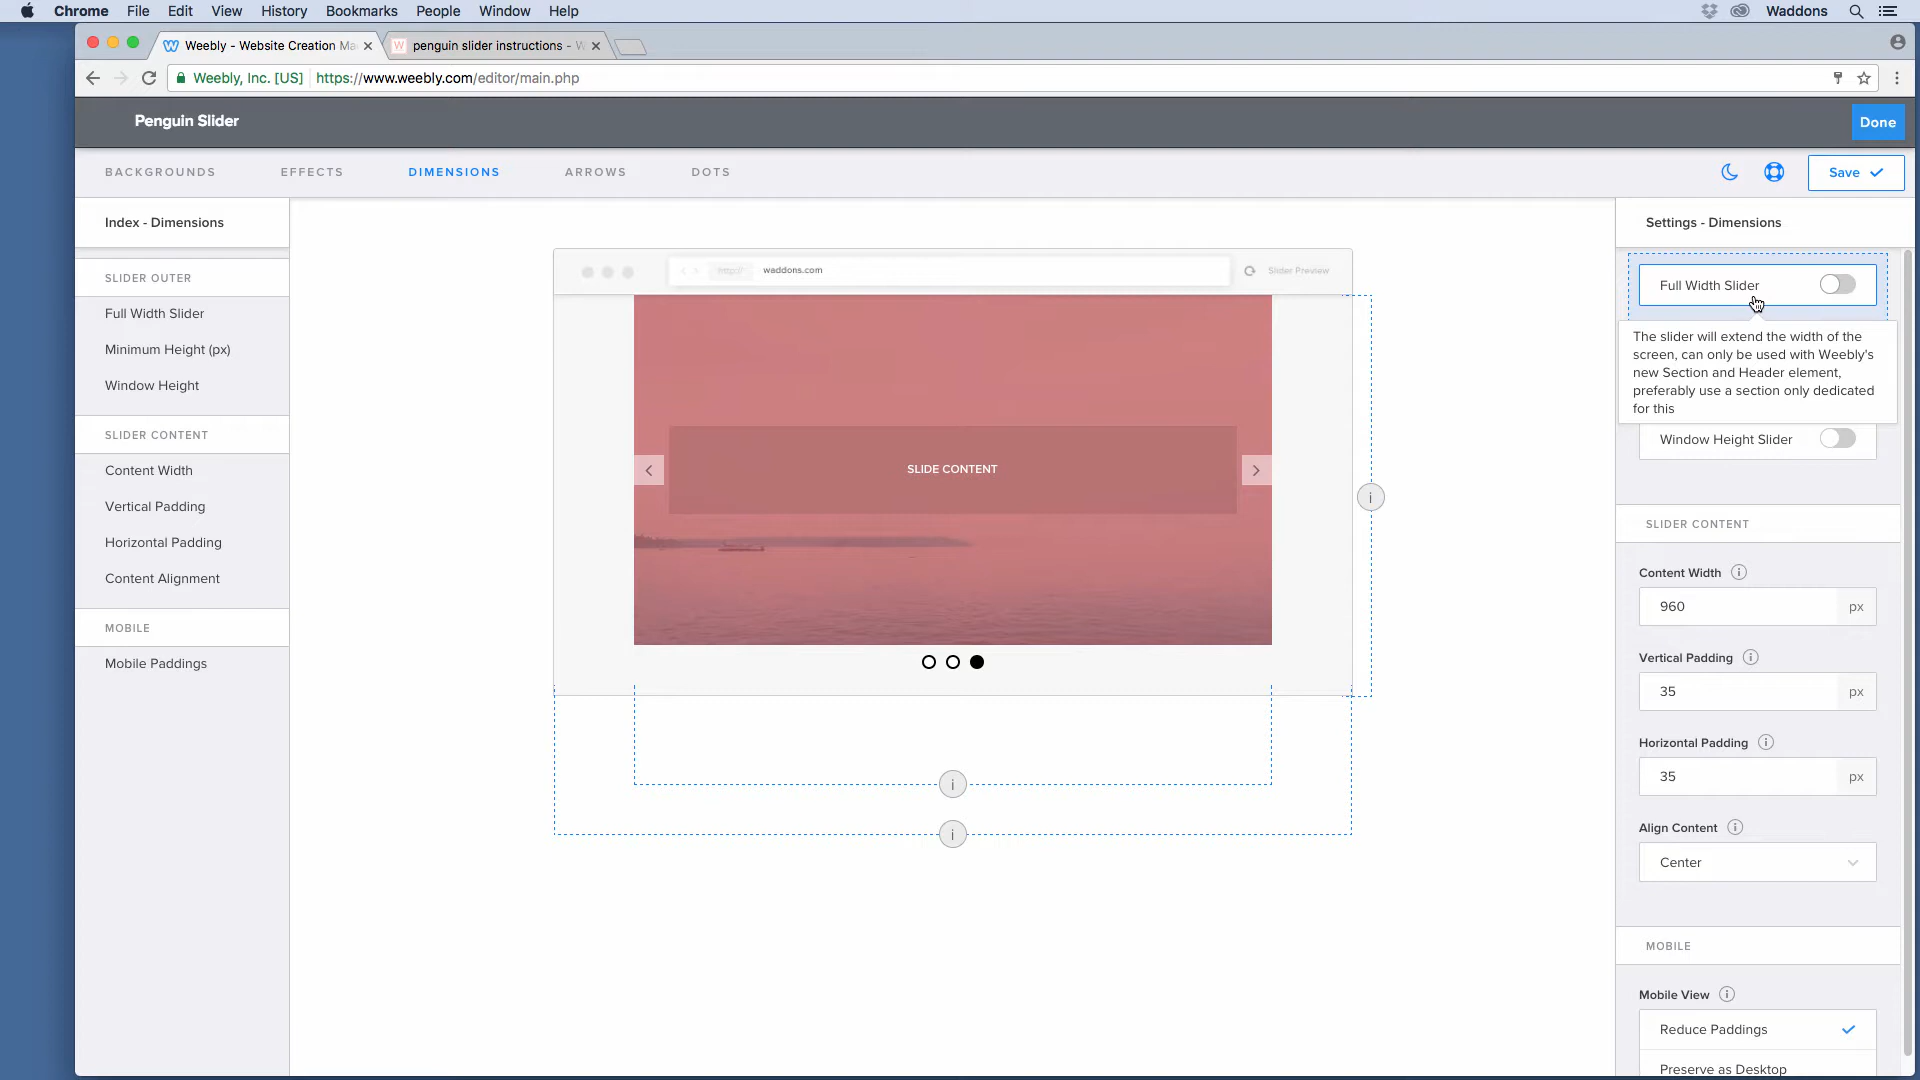 Chrome File Edit View History Bookmarks People Window Help Waddons
Weebly - Website Creation Ma
penguin slider instructions - W
Weebly, Inc. [US] https://www.weebly.com/editor/main.php
Penguin Slider
Done
BACKGROUNDS EFFECTS DIMENSIONS ARROWS DOTS
Save
Index - Dimensions
SLIDER OUTER
Full Width Slider
Minimum Height (px)
Window Height
SLIDER CONTENT
Content Width
Vertical Padding
Horizontal Padding
Content Alignment
MOBILE
Mobile Paddings
http:// waddons.com Slider Preview
SLIDE CONTENT
i
i
i
Settings - Dimensions
Full Width Slider
The slider will extend the width of the
screen, can only be used with Weebly's
new Section and Header element,
preferably use a section only dedicated
for this
Window Height Slider
SLIDER CONTENT
Content Width i
960 px
Vertical Padding i
35 px
Horizontal Padding i
35 px
Align Content i
Center
MOBILE
Mobile View i
Reduce Paddings
Preserve as Desktop